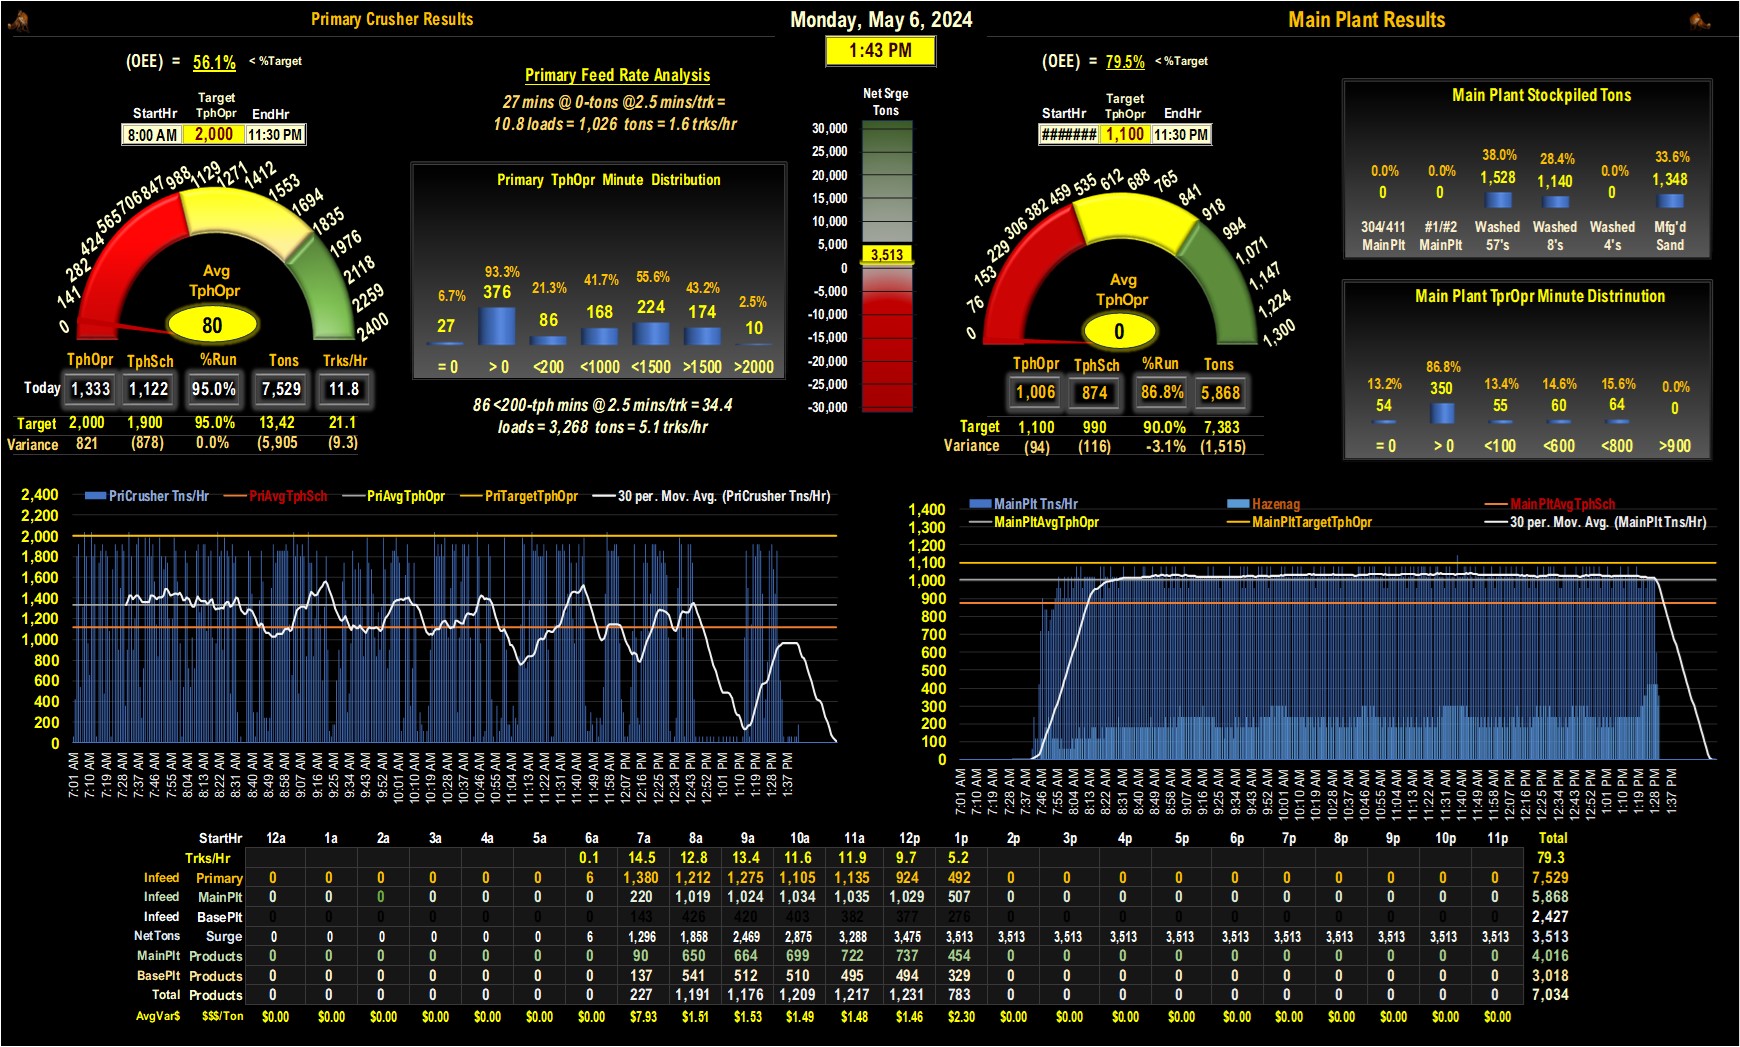 Primary Crusher Results
Monday, May 6, 2024
Main Plant Results
1:43 PM
(OEE) = 56.1% < %Target
StartHr Target TphOpr EndHr
8:00 AM 2,000 11:30 PM
0 141 282 424 565 706 847 988 1129 1271 1412 1553 1694 1835 1976 2118 2259 2400
Avg
TphOpr
80
TphOpr TphSch %Run Tons Trks/Hr
Today 1,333 1,122 95.0% 7,529 11.8
Target 2,000 1,900 95.0% 13,42 21.1
Variance 821 (878) 0.0% (5,905 (9.3)
Primary Feed Rate Analysis
27 mins @ 0-tons @2.5 mins/trk =
10.8 loads = 1,026 tons = 1.6 trks/hr
Primary TphOpr Minute Distribution
6.7% 93.3% 21.3% 41.7% 55.6% 43.2% 2.5%
27 376 86 168 224 174 10
= 0 > 0 <200 <1000 <1500 >1500 >2000
86 <200-tph mins @ 2.5 mins/trk = 34.4
loads = 3,268 tons = 5.1 trks/hr
Net Srge
Tons
30,000
25,000
20,000
15,000
10,000
5,000
3,513
0
-5,000
-10,000
-15,000
-20,000
-25,000
-30,000
(OEE) = 79.5% < %Target
StartHr Target TphOpr EndHr
####### 1,100 11:30 PM
0 76 153 229 306 382 459 535 612 688 765 841 918 994 1,071 1,147 1,224 1,300
Avg
TphOpr
0
TphOpr TphSch %Run Tons
1,006 874 86.8% 5,868
Target 1,100 990 90.0% 7,383
Variance (94) (116) -3.1% (1,515)
Main Plant Stockpiled Tons
0.0% 0.0% 38.0% 28.4% 0.0% 33.6%
0 0 1,528 1,140 0 1,348
304/411 #1/#2 Washed Washed Washed Mfg'd
MainPlt MainPlt 57's 8's 4's Sand
Main Plant TprOpr Minute Distrinution
13.2% 86.8% 13.4% 14.6% 15.6% 0.0%
54 350 55 60 64 0
= 0 > 0 <100 <600 <800 >900
PriCrusher Tns/Hr PriAvgTphSch PriAvgTphOpr PriTargetTphOpr 30 per. Mov. Avg. (PriCrusher Tns/Hr)
2,400
2,200
2,000
1,800
1,600
1,400
1,200
1,000
800
600
400
200
0
7:01 AM 7:10 AM 7:19 AM 7:28 AM 7:37 AM 7:46 AM 7:55 AM 8:04 AM 8:13 AM 8:22 AM 8:31 AM 8:40 AM 8:49 AM 8:58 AM 9:07 AM 9:16 AM 9:25 AM 9:34 AM 9:43 AM 9:52 AM 10:01 AM 10:10 AM 10:19 AM 10:28 AM 10:37 AM 10:46 AM 10:55 AM 11:04 AM 11:13 AM 11:22 AM 11:31 AM 11:40 AM 11:49 AM 11:58 AM 12:07 PM 12:16 PM 12:25 PM 12:34 PM 12:43 PM 12:52 PM 1:01 PM 1:10 PM 1:19 PM 1:28 PM 1:37 PM
MainPlt Tns/Hr Hazenag MainPltAvgTphSch
MainPltAvgTphOpr MainPltTargetTphOpr 30 per. Mov. Avg. (MainPlt Tns/Hr)
1,400
1,300
1,200
1,100
1,000
900
800
700
600
500
400
300
200
100
0
7:01 AM 7:10 AM 7:19 AM 7:28 AM 7:37 AM 7:46 AM 7:55 AM 8:04 AM 8:13 AM 8:22 AM 8:31 AM 8:40 AM 8:49 AM 8:58 AM 9:07 AM 9:16 AM 9:25 AM 9:34 AM 9:43 AM 9:52 AM 10:01 AM 10:10 AM 10:19 AM 10:28 AM 10:37 AM 10:46 AM 10:55 AM 11:04 AM 11:13 AM 11:22 AM 11:31 AM 11:40 AM 11:49 AM 11:58 AM 12:07 PM 12:16 PM 12:25 PM 12:34 PM 12:43 PM 12:52 PM 1:01 PM 1:10 PM 1:19 PM 1:28 PM 1:37 PM
StartHr 12a 1a 2a 3a 4a 5a 6a 7a 8a 9a 10a 11a 12p 1p 2p 3p 4p 5p 6p 7p 8p 9p 10p 11p Total
Trks/Hr 0.1 14.5 12.8 13.4 11.6 11.9 9.7 5.2 79.3
Infeed Primary 0 0 0 0 0 0 6 1,380 1,212 1,275 1,105 1,135 924 492 0 0 0 0 0 0 0 0 0 0 7,529
Infeed MainPlt 0 0 0 0 0 0 0 220 1,019 1,024 1,034 1,035 1,029 507 0 0 0 0 0 0 0 0 0 0 5,868
Infeed BasePlt 0 0 0 0 0 0 0 143 426 420 403 382 377 276 0 0 0 0 0 0 0 0 0 0 2,427
NetTons Surge 0 0 0 0 0 0 6 1,296 1,858 2,469 2,875 3,288 3,475 3,513 3,513 3,513 3,513 3,513 3,513 3,513 3,513 3,513 3,513 3,513 3,513
MainPlt Products 0 0 0 0 0 0 0 90 650 664 699 722 737 454 0 0 0 0 0 0 0 0 0 0 4,016
BasePlt Products 0 0 0 0 0 0 0 137 541 512 510 495 494 329 0 0 0 0 0 0 0 0 0 0 3,018
Total Products 0 0 0 0 0 0 0 227 1,191 1,176 1,209 1,217 1,231 783 0 0 0 0 0 0 0 0 0 0 7,034
AvgVar$ $$$/Ton $0.00 $0.00 $0.00 $0.00 $0.00 $0.00 $0.00 $7.93 $1.51 $1.53 $1.49 $1.48 $1.46 $2.30 $0.00 $0.00 $0.00 $0.00 $0.00 $0.00 $0.00 $0.00 $0.00 $0.00